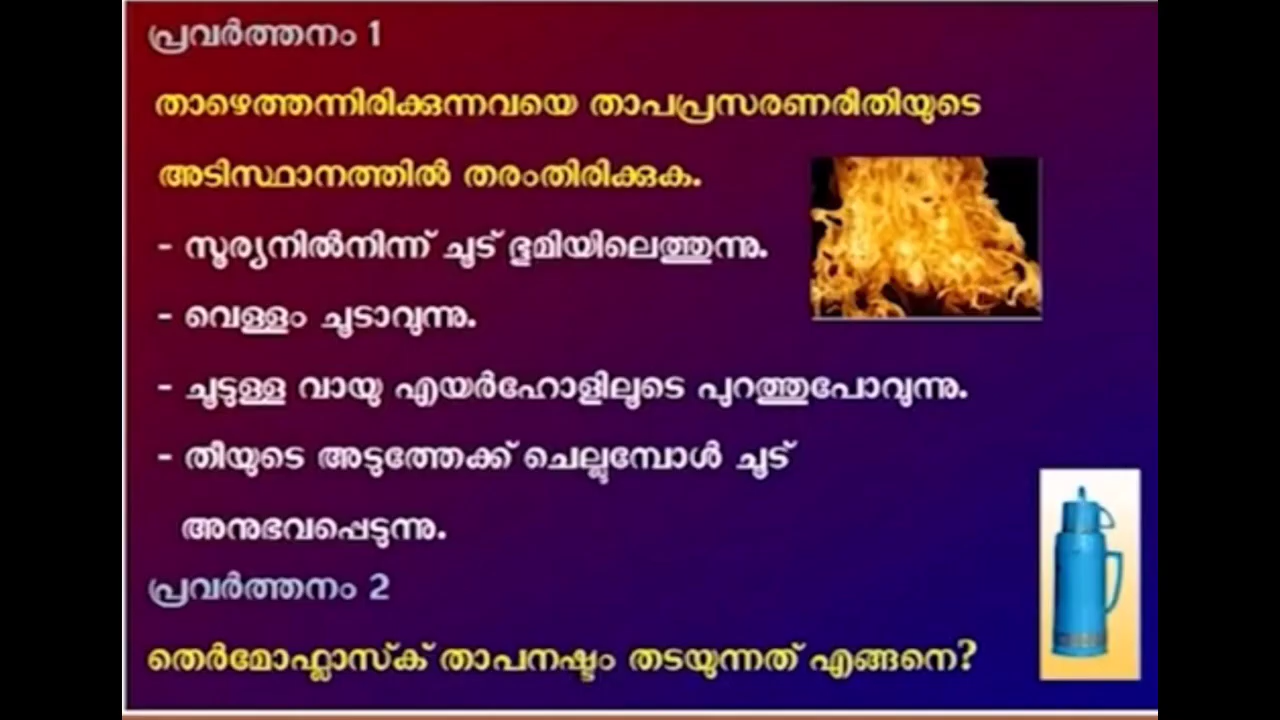 പ്രവർത്തനം 1
താഴെത്തന്നിരിക്കുന്നവയെ താപപ്രസരണരീതിയുടെ
അടിസ്ഥാനത്തിൽ തരംതിരിക്കുക.
- സൂര്യനിൽനിന്ന് ചൂട് ഭൂമിയിലെത്തുന്നു.
- വെള്ളം ചൂടാവുന്നു.
- ചൂടുള്ള വായു എയർഹോളിലൂടെ പുറത്തുപോവുന്നു.
- തീയുടെ അടുത്തേക്ക് ചെല്ലുമ്പോൾ ചൂട്
അനുഭവപ്പെടുന്നു.
പ്രവർത്തനം 2
തെർമോഫ്ലാസ്ക് താപനഷ്ടം തടയുന്നത് എങ്ങനെ?